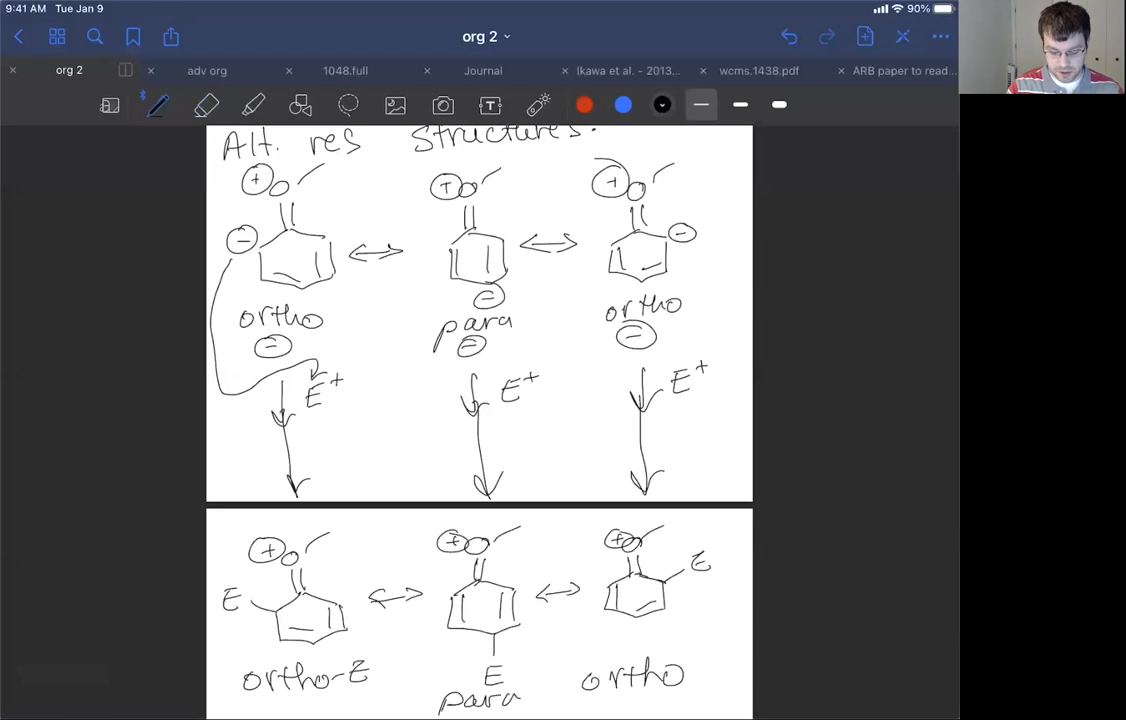 9:41 AM Tue Jan 9
90%
org 2
org 2
adv org
1048.full
Journal
Ikawa et al. - 2013...
wcms.1438.pdf
ARB paper to read...
T
Alt. res structures.
+ O + O + O
− −
−
ortho para ortho
− − −
E+ E+ E+
+ O + O + O
E E
E
ortho-E para ortho